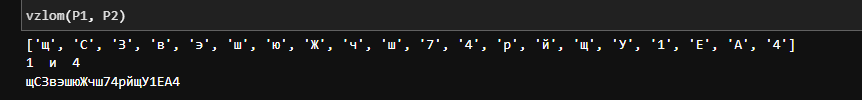 vzlom(P1, P2)
['щ', 'С', 'З', 'в', 'э', 'ш', 'ю', 'Ж', 'ч', 'ш', '7', '4', 'р', 'й', 'щ', 'У', '1', 'Е', 'А', '4']
1  и  4
щСЗвэшюЖчш74рйщУ1ЕА4